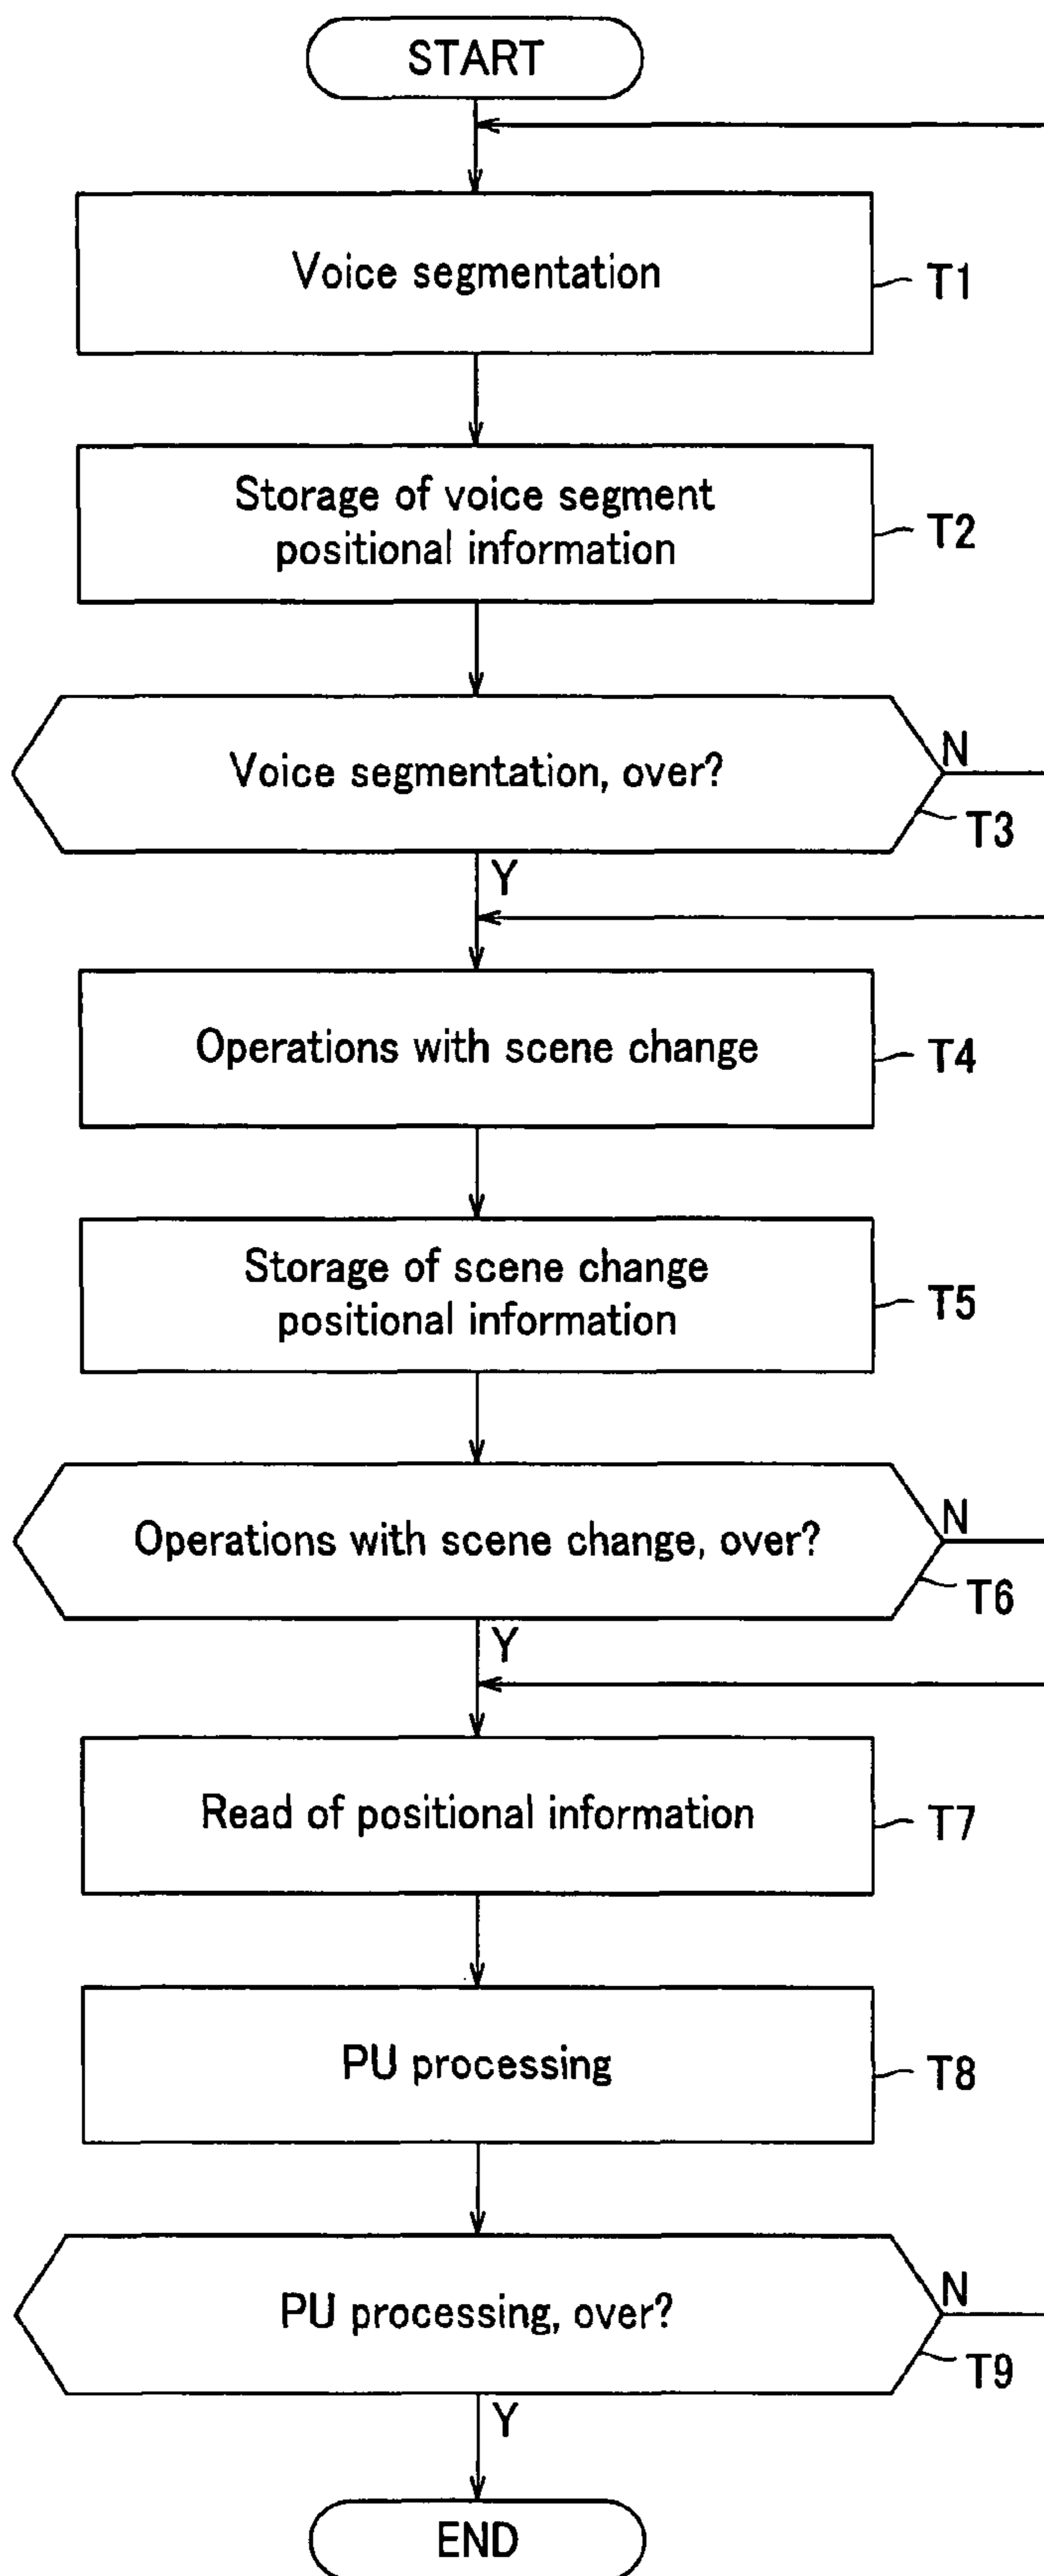 START
Voice segmentation
T1
Storage of voice segment
positional information
T2
Voice segmentation, over?
N
T3
Y
Operations with scene change
T4
Storage of scene change
positional information
T5
Operations with scene change, over?
N
T6
Y
Read of positional information
T7
PU processing
T8
PU processing, over?
N
T9
Y
END